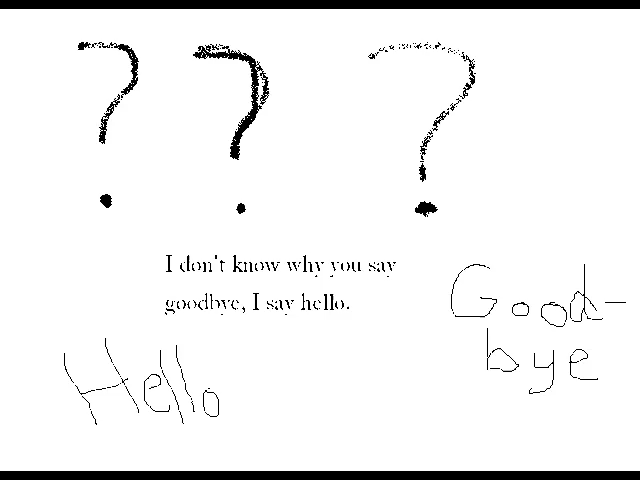 ? ? ?
I don't know why you say
goodbye, I say hello.
Good-
bye
Hello